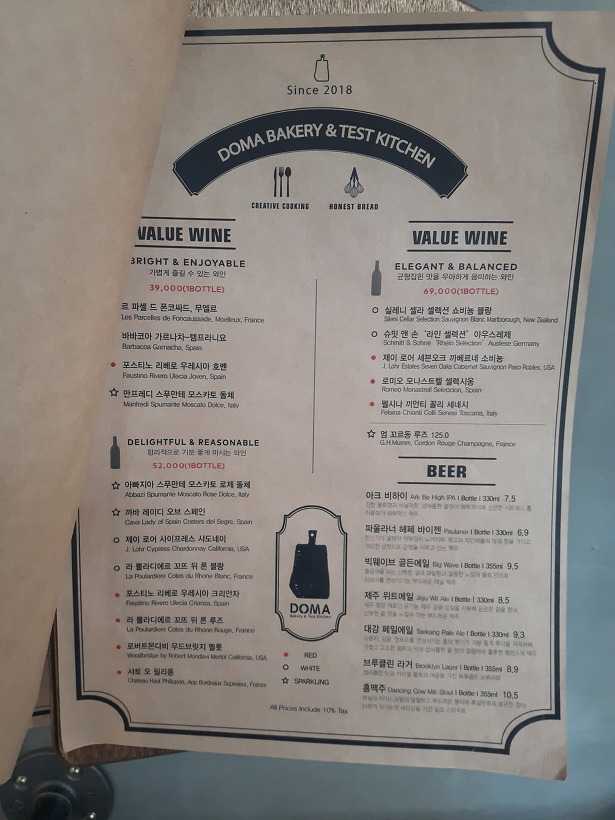 Since 2018
DOMA BAKERY & TEST KITCHEN
CREATIVE COOKING
HONEST BREAD
VALUE WINE
BRIGHT & ENJOYABLE
가볍게 즐길 수 있는 와인
39,000(1BOTTLE)
르 파셀 드 폰코싸드, 무엘르
Les Parcelles de Foncaussade, Moelleux, France
바바코아 가르나차-템프라니요
Barbacoa Garnacha, Spain
포스티노 리베로 우레시아 호벤
Faustino Rivero Ulecia Joven, Spain
만프레디 스푸만테 모스카토 돌체
Manfredi Spumante Moscato Dolce, Italy
DELIGHTFUL & REASONABLE
합리적으로 기분 좋게 마시는 와인
52,000(1BOTTLE)
아빠지아 스푸만테 모스카토 로제 돌체
Abbazi Spumante Moscato Rose Dolce, Italy
까바 레이디 오브 스페인
Cava Lady of Spain Costers del Segre, Spain
제이 로어 사이프레스 샤도네이
J. Lohr Cypress Chardonnay California, USA
라 뿔라디에르 꼬뜨 뒤 론 블랑
La Poulardiere Cotes du Rhone Blanc, France
포스티노 리베로 우레시아 크리안자
Faustino Rivero Ulecia Crianza, Spain
라 뿔라디에르 꼬뜨 뒤 론 루즈
La Pouliardiere Cotes du Rhone Rouge, France
로버트몬다비 우드브릿지 멜롯
Woodbridge by Robert Mondavi Merlot California, USA
샤또 오 필리퐁
Chateau Haut Philippon, Aop Bordeaux Superieur, France
VALUE WINE
ELEGANT & BALANCED
균형잡힌 맛을 우아하게 음미하는 와인
69,000(1BOTTLE)
실레니 셀라 셀렉션 쇼비뇽 블랑
Sileni Cellar Selection Sauvignon Blanc Marlborough, New Zealand
슈밋 앤 손 '라인 셀렉션' 아우스레제
Schmitt & Sohne 'Rhein Selection' Auslese Germany
제이 로어 세븐오크 까베르네 소비뇽
J. Lohr Estates Seven Oaks Cabernet Sauvignon Paso Robles, USA
로미오 모나스트렐 셀렉시옹
Romeo Monastrell Seleccion, Spain
펠시나 끼안티 꼴리 세네시
Felsina Chianti Colli Senesi Toscana, Italy
멈 꼬르동 루즈 125.0
G.H.Mumm, Cordon Rouge Champagne, France
BEER
아크 비하이 Ark Be High IPA I Bottle I 330ml 7,5
파울라너 헤페 바이젠 Paulaner I Bottle I 330ml 6,9
빅웨이브 골든에일 Big Wave I Bottle I 355ml 9,5
제주 위트에일 Jeju Wit Ale I Bottle I 330ml 8,5
대강 페일에일 Taekang Pale Ale I Bottle I 330ml 9,3
브루클린 라거 Brooklyn Lager I Bottle I 355ml 8,9
흠맥주 Dancing Cow Milk Stout I Bottle I 355ml 10,5
DOMA
Bakery & Test Kitchen
RED
WHITE
SPARKLING
All Prices Include 10% Tax